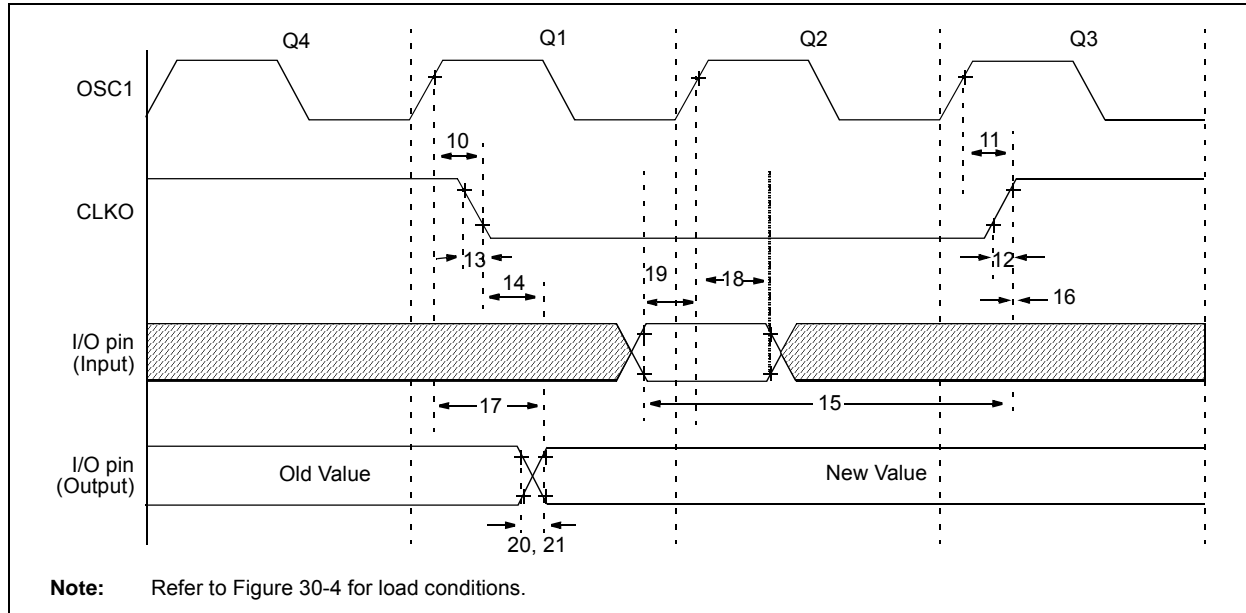 Q4 Q1 Q2 Q3
OSC1
10 11
CLKO
13 12
14 19 18 16
I/O pin
(Input)
17 15
I/O pin
(Output)
Old Value New Value
20, 21
Note: Refer to Figure 30-4 for load conditions.